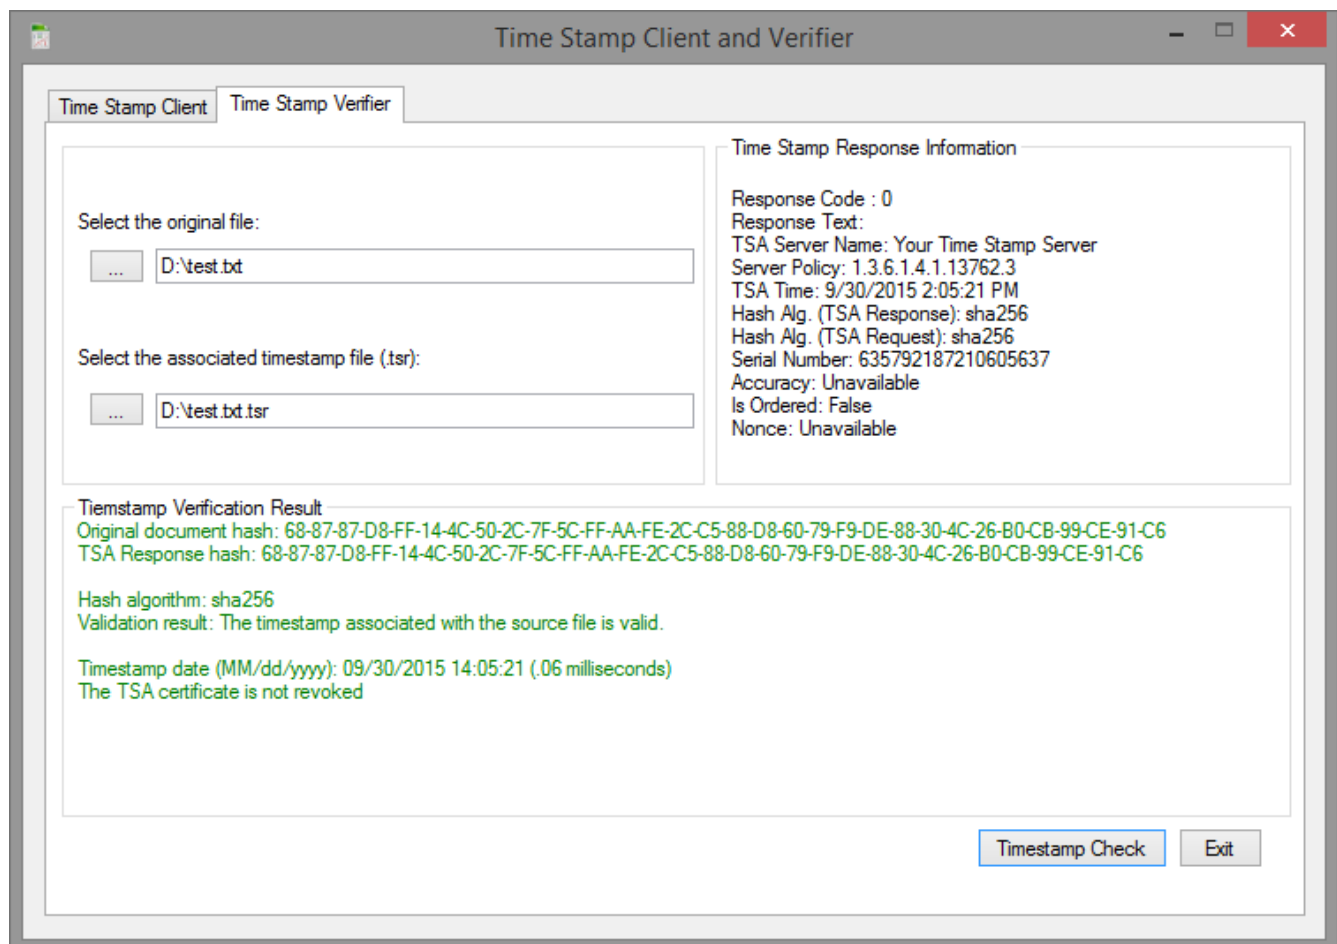 Time Stamp Client and Verifier
Time Stamp Client
Time Stamp Verifier
Select the original file:
...
D:\test.txt
Select the associated timestamp file (.tsr):
...
D:\test.txt.tsr
Time Stamp Response Information
Response Code : 0
Response Text:
TSA Server Name: Your Time Stamp Server
Server Policy: 1.3.6.1.4.1.13762.3
TSA Time: 9/30/2015 2:05:21 PM
Hash Alg. (TSA Response): sha256
Hash Alg. (TSA Request): sha256
Serial Number: 635792187210605637
Accuracy: Unavailable
Is Ordered: False
Nonce: Unavailable
Tiemstamp Verification Result
Original document hash: 68-87-87-D8-FF-14-4C-50-2C-7F-5C-FF-AA-FE-2C-C5-88-D8-60-79-F9-DE-88-30-4C-26-B0-CB-99-CE-91-C6
TSA Response hash: 68-87-87-D8-FF-14-4C-50-2C-7F-5C-FF-AA-FE-2C-C5-88-D8-60-79-F9-DE-88-30-4C-26-B0-CB-99-CE-91-C6
Hash algorithm: sha256
Validation result: The timestamp associated with the source file is valid.
Timestamp date (MM/dd/yyyy): 09/30/2015 14:05:21 (.06 milliseconds)
The TSA certificate is not revoked
Timestamp Check
Exit